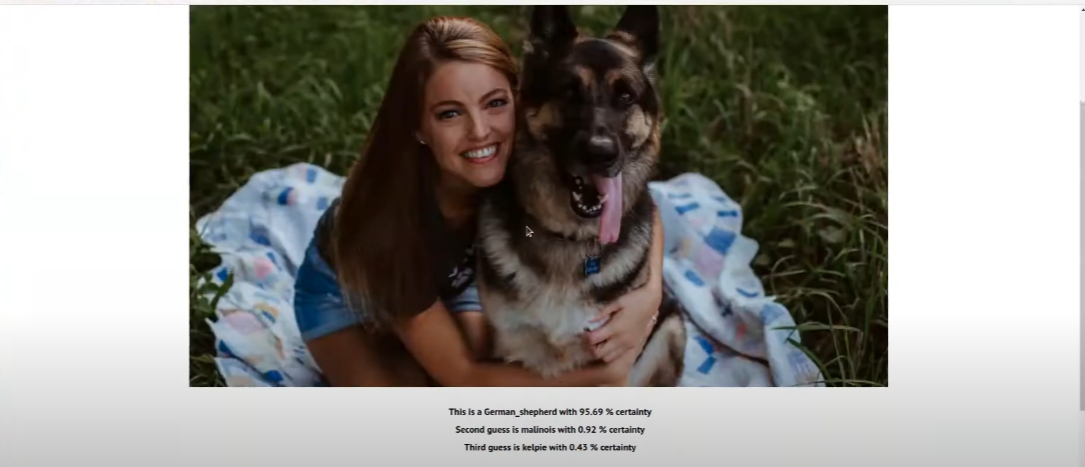 This is a German_shepherd with 95.69 % certainty
Second guess is malinois with 0.92 % certainty
Third guess is kelpie with 0.43 % certainty